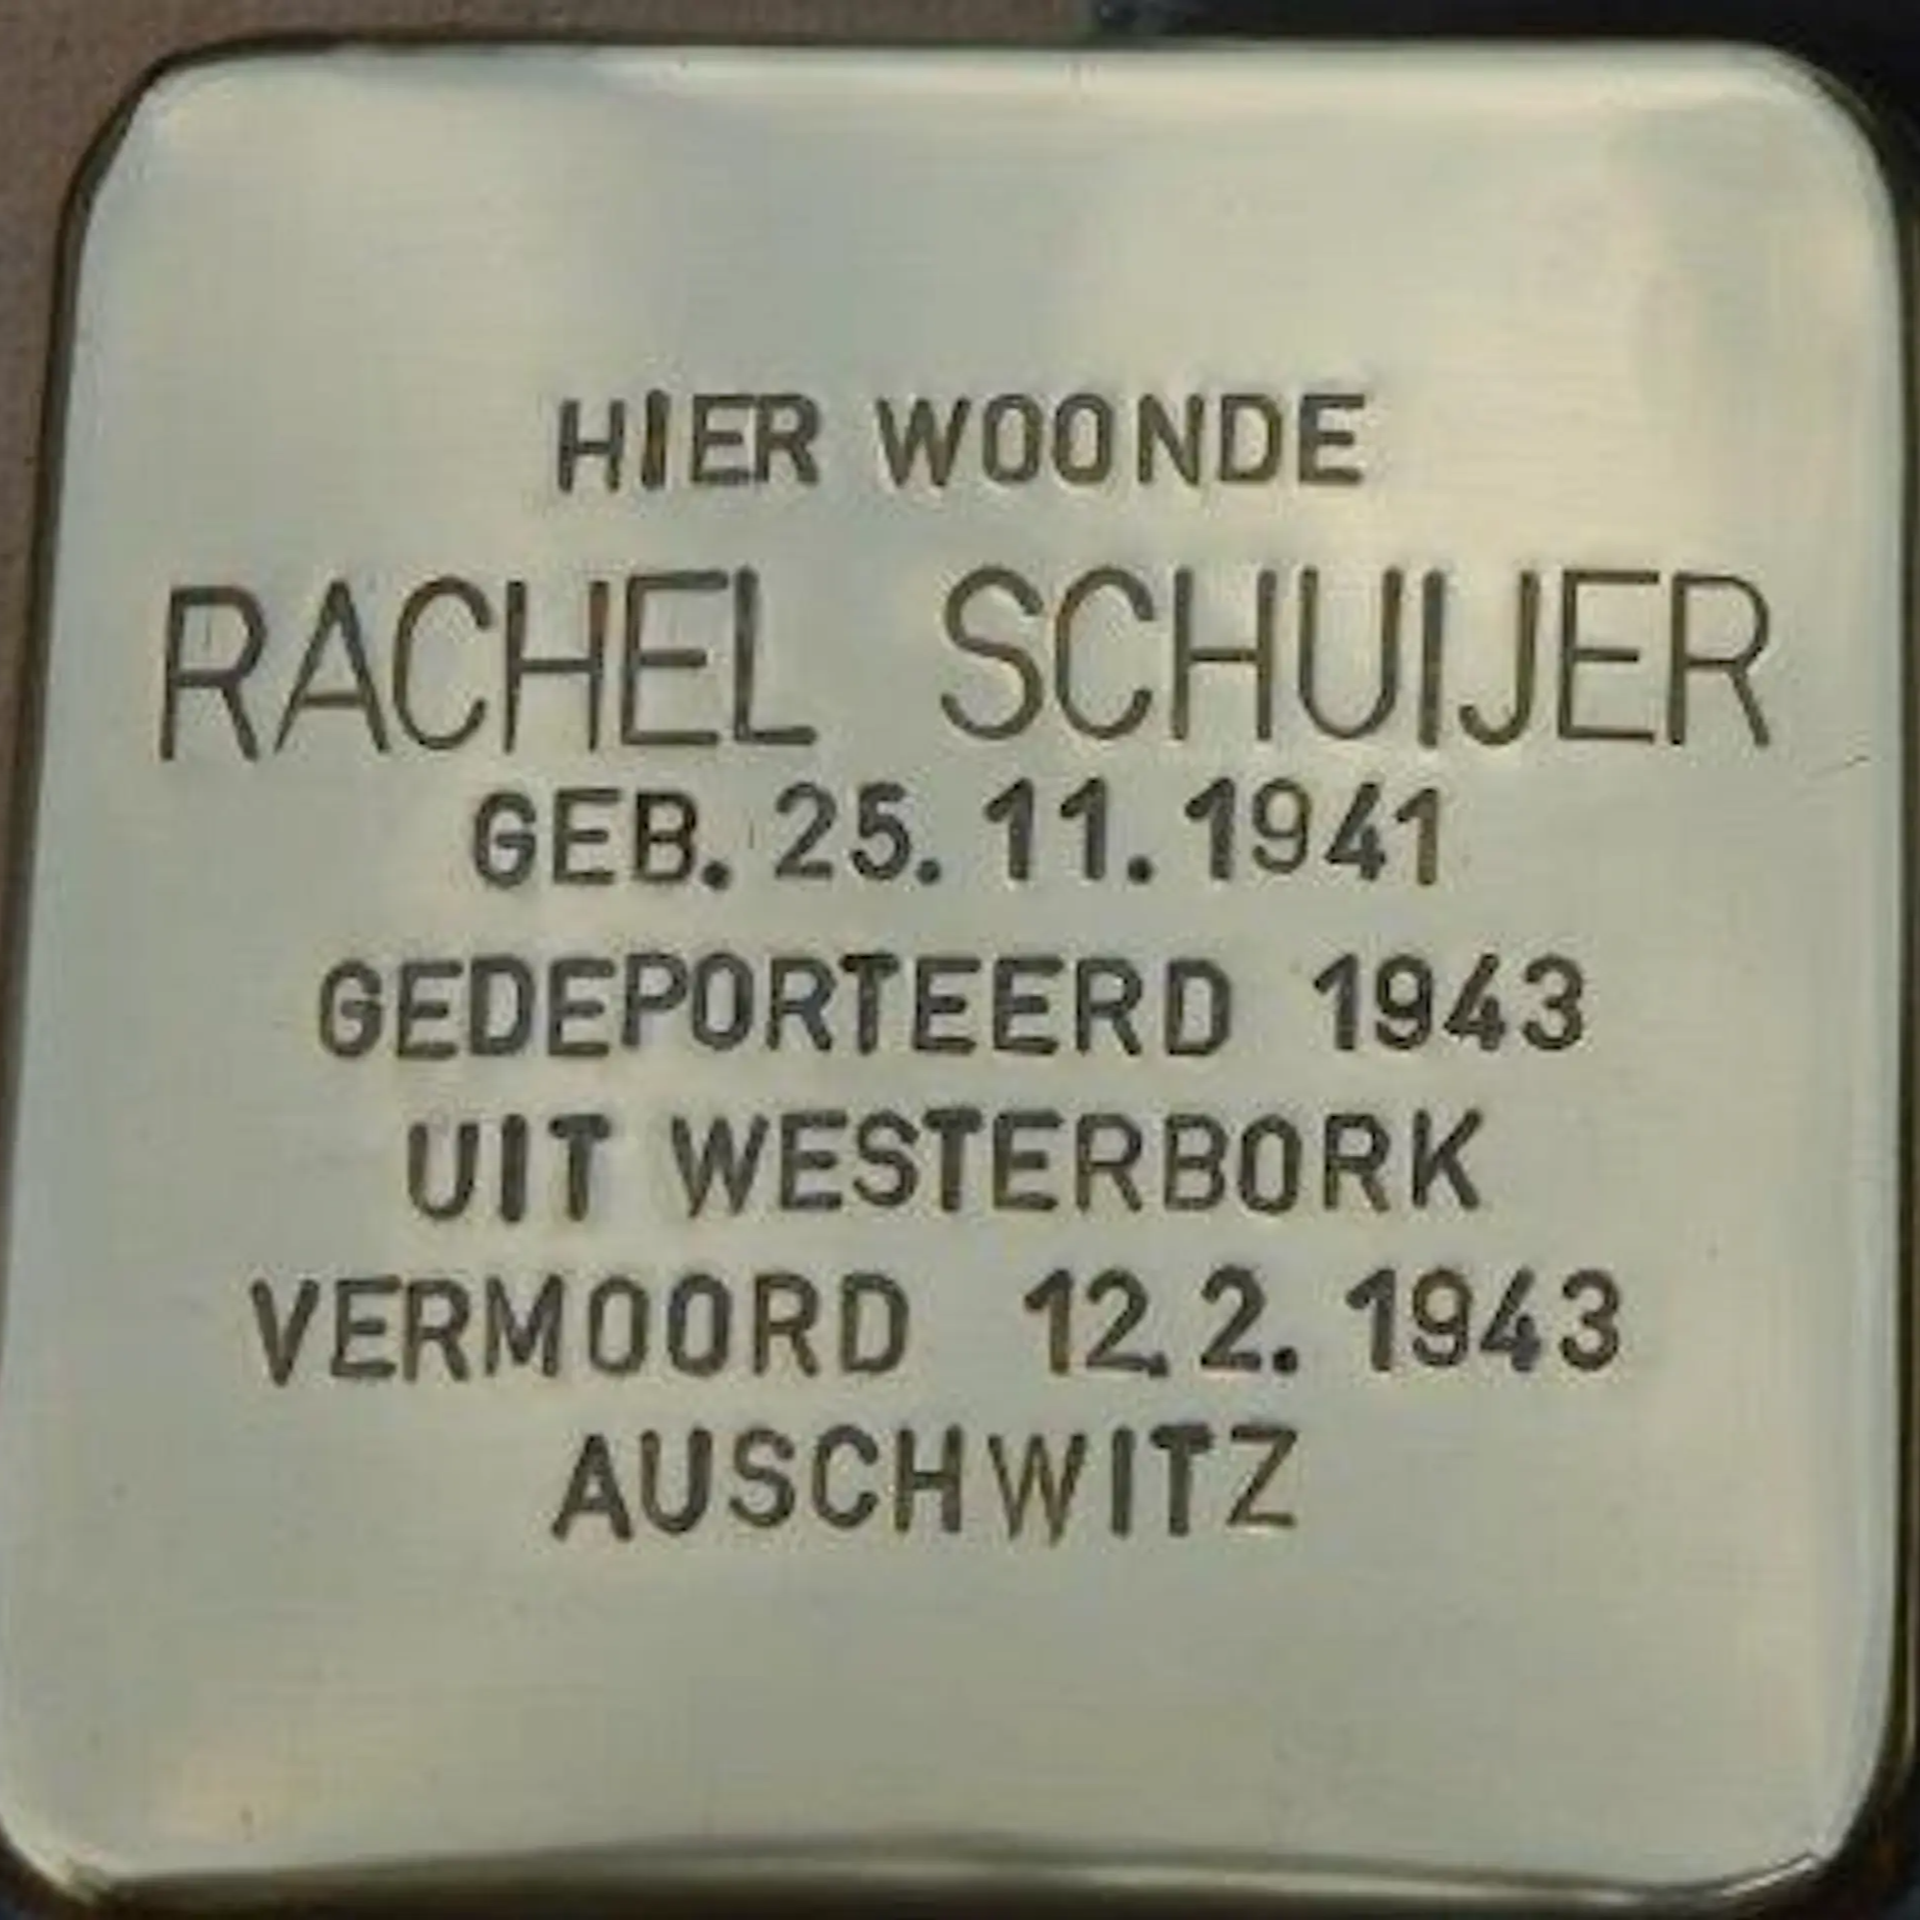 HIER WOONDE
RACHEL SCHUIJER
GEB. 25.11.1941
GEDEPORTEERD 1943
UIT WESTERBORK
VERMOORD 12.2.1943
AUSCHWITZ